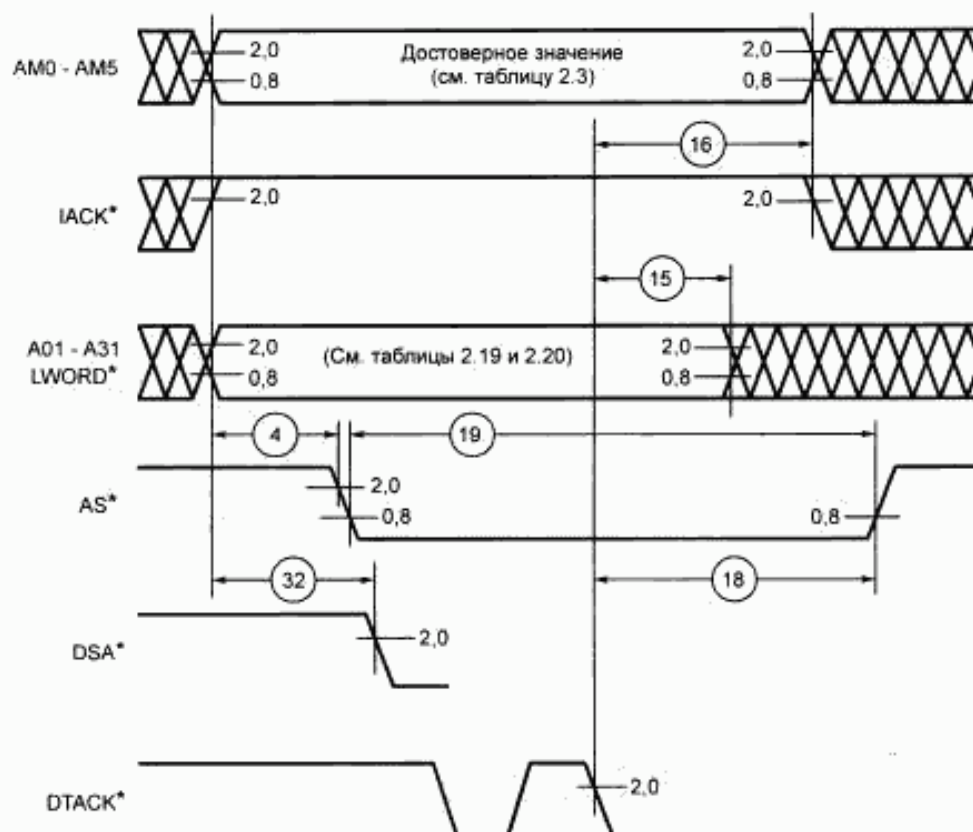 AM0 - AM5
2,0
0,8
Достоверное значение
(см. таблицу 2.3)
2,0
0,8
16
IACK*
2,0
2,0
15
A01 - A31
LWORD*
2,0
0,8
(См. таблицы 2.19 и 2.20)
2,0
0,8
4
19
AS*
2,0
0,8
0,8
32
18
DSA*
2,0
DTACK*
2,0